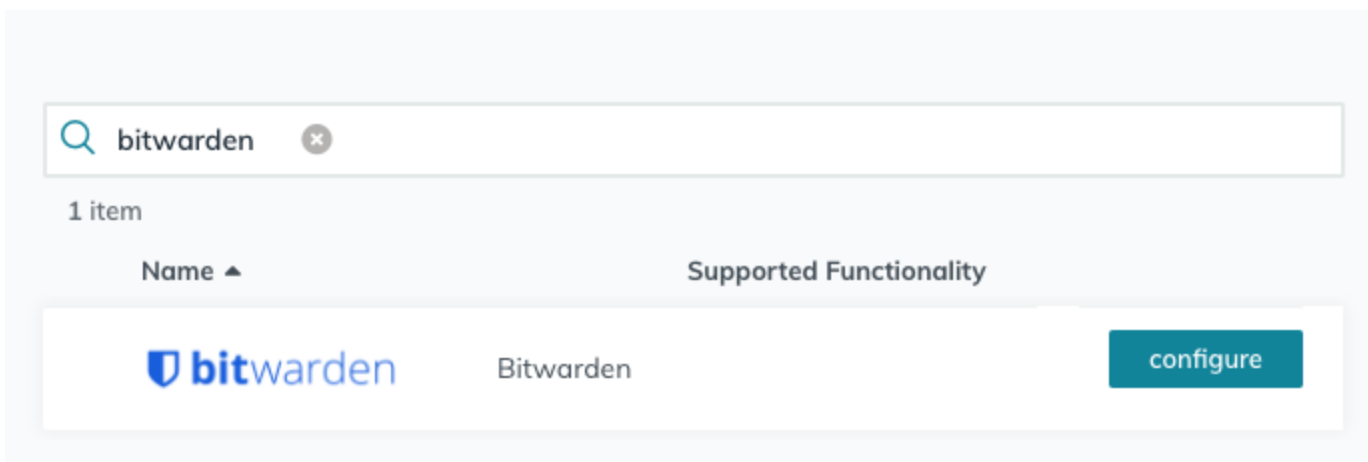 bitwarden
1 item
Name Supported Functionality
bitwarden Bitwarden configure